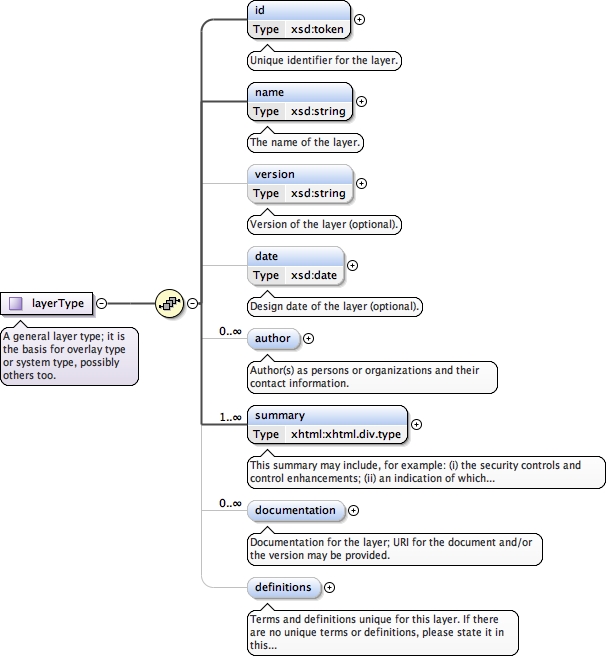 id
Type xsd:token
Unique identifier for the layer.
name
Type xsd:string
The name of the layer.
version
Type xsd:string
Version of the layer (optional).
date
Type xsd:date
Design date of the layer (optional).
layerType
A general layer type; it is
the basis for overlay type
or system type, possibly
others too.
0..∞
author
Author(s) as persons or organizations and their
contact information.
1..∞
summary
Type xhtml:xhtml.div.type
This summary may include, for example: (i) the security controls and
control enhancements; (ii) an indication of which...
0..∞
documentation
Documentation for the layer; URI for the document and/or
the version may be provided.
definitions
Terms and definitions unique for this layer. If there
are no unique terms or definitions, please state it in
this...